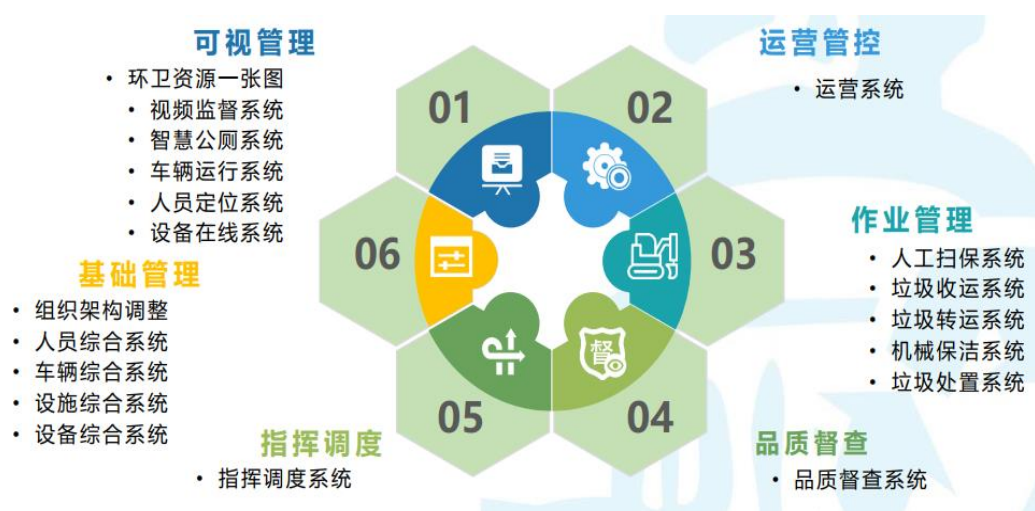 可视管理
• 环卫资源一张图
• 视频监督系统
• 智慧公厕系统
• 车辆运行系统
• 人员定位系统
• 设备在线系统
01
02
运营管控
• 运营系统
03
作业管理
• 人工扫保系统
• 垃圾收运系统
• 垃圾转运系统
• 机械保洁系统
• 垃圾处置系统
督
04
品质督查
• 品质督查系统
05
指挥调度
• 指挥调度系统
06
基础管理
• 组织架构调整
• 人员综合系统
• 车辆综合系统
• 设施综合系统
• 设备综合系统